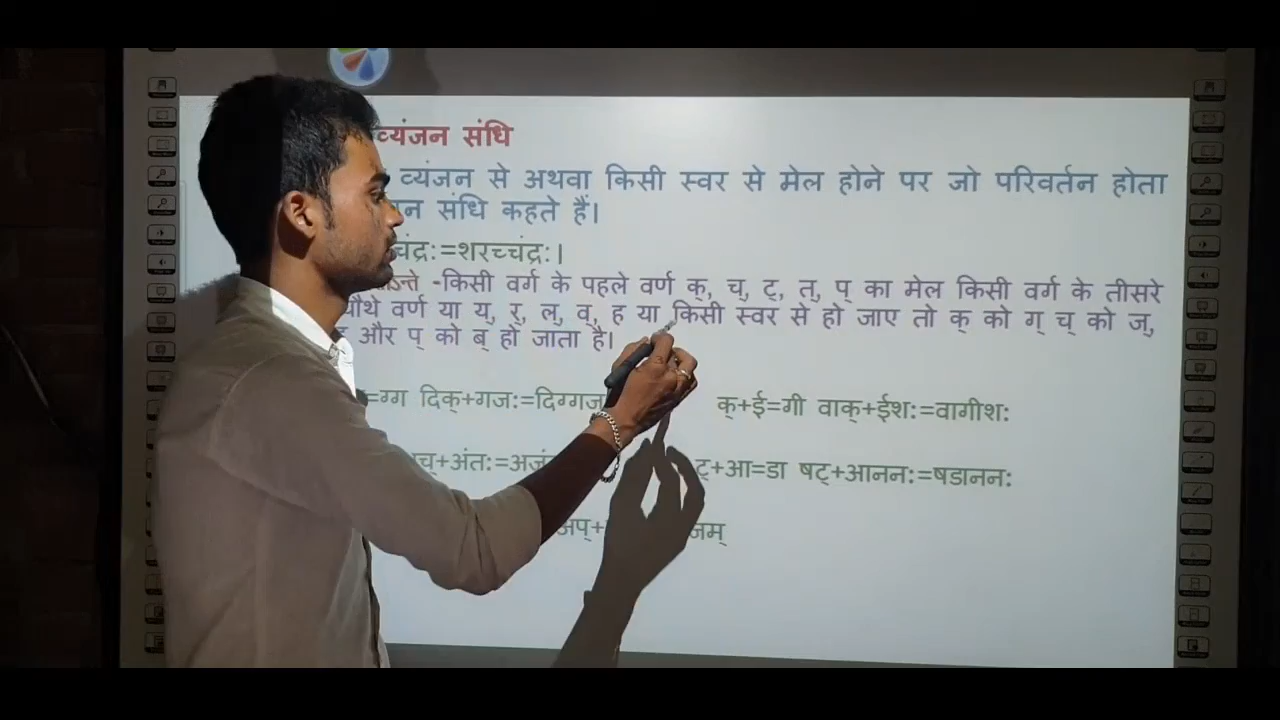 व्यंजन संधि
व्यंजन से अथवा किसी स्वर से मेल होने पर जो परिवर्तन होता
संधि कहते हैं।
चंद्र:=शरच्चंद्र:।
-किसी वर्ग के पहले वर्ण क्, च्, ट्, त्, प् का मेल किसी वर्ग के तीसरे
चौथे वर्ण या य्, र्, ल्, व्, ह या किसी स्वर से हो जाए तो क् को ग् च् को ज्,
और प् को ब् हो जाता है।
=ग्ग दिक्+गज:=दिग्गज क्+ई=गी वाक्+ईश:=वागीश:
च्+अंत:= ट्+आ=डा षट्+आनन:=षडानन:
अप्+ जम्